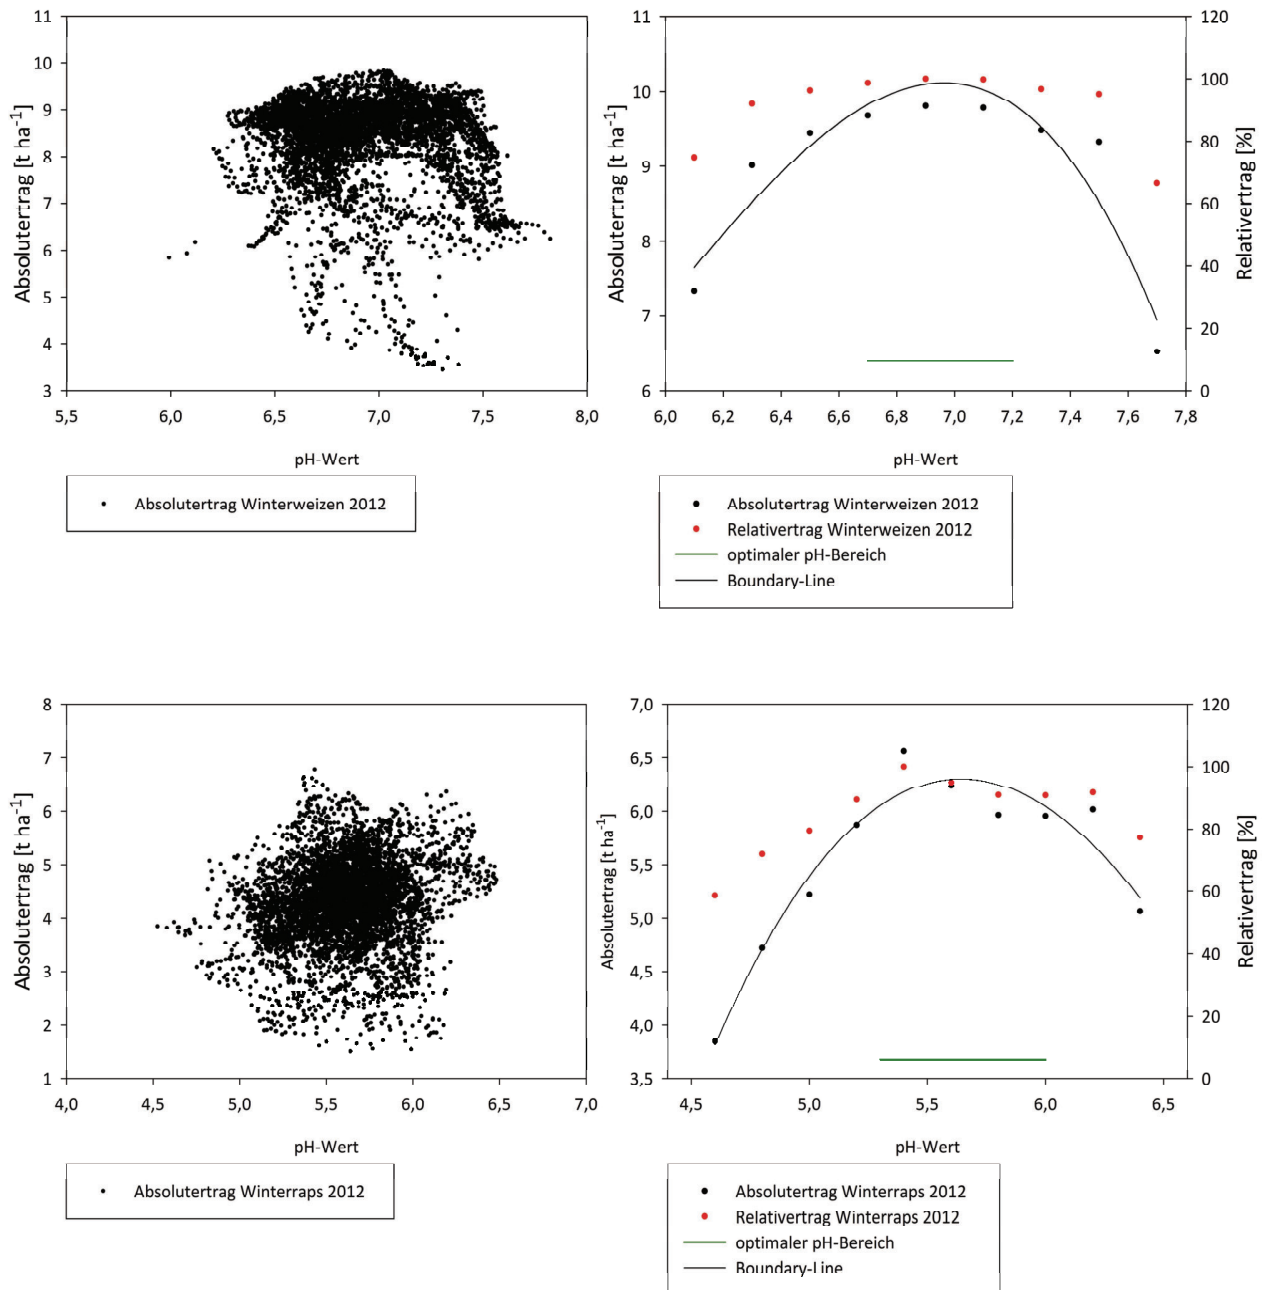 11
10
9
8
7
6
5
4
3
Absolutertrag [t ha⁻¹]
5,5 6,0 6,5 7,0 7,5 8,0
pH-Wert
Absolutertrag Winterweizen 2012
11
10
9
8
7
6
Absolutertrag [t ha⁻¹]
120
100
80
60
40
20
0
Relativertrag [%]
6,0 6,2 6,4 6,6 6,8 7,0 7,2 7,4 7,6 7,8
pH-Wert
Absolutertrag Winterweizen 2012
Relativertrag Winterweizen 2012
optimaler pH-Bereich
Boundary-Line
8
7
6
5
4
3
2
1
Absolutertrag [t ha⁻¹]
4,0 4,5 5,0 5,5 6,0 6,5 7,0
pH-Wert
Absolutertrag Winterraps 2012
7,0
6,5
6,0
5,5
5,0
4,5
4,0
3,5
Absolutertrag [t ha⁻¹]
120
100
80
60
40
20
0
Relativertrag [%]
4,5 5,0 5,5 6,0 6,5
pH-Wert
Absolutertrag Winterraps 2012
Relativertrag Winterraps 2012
optimaler pH-Bereich
Boundary-Line